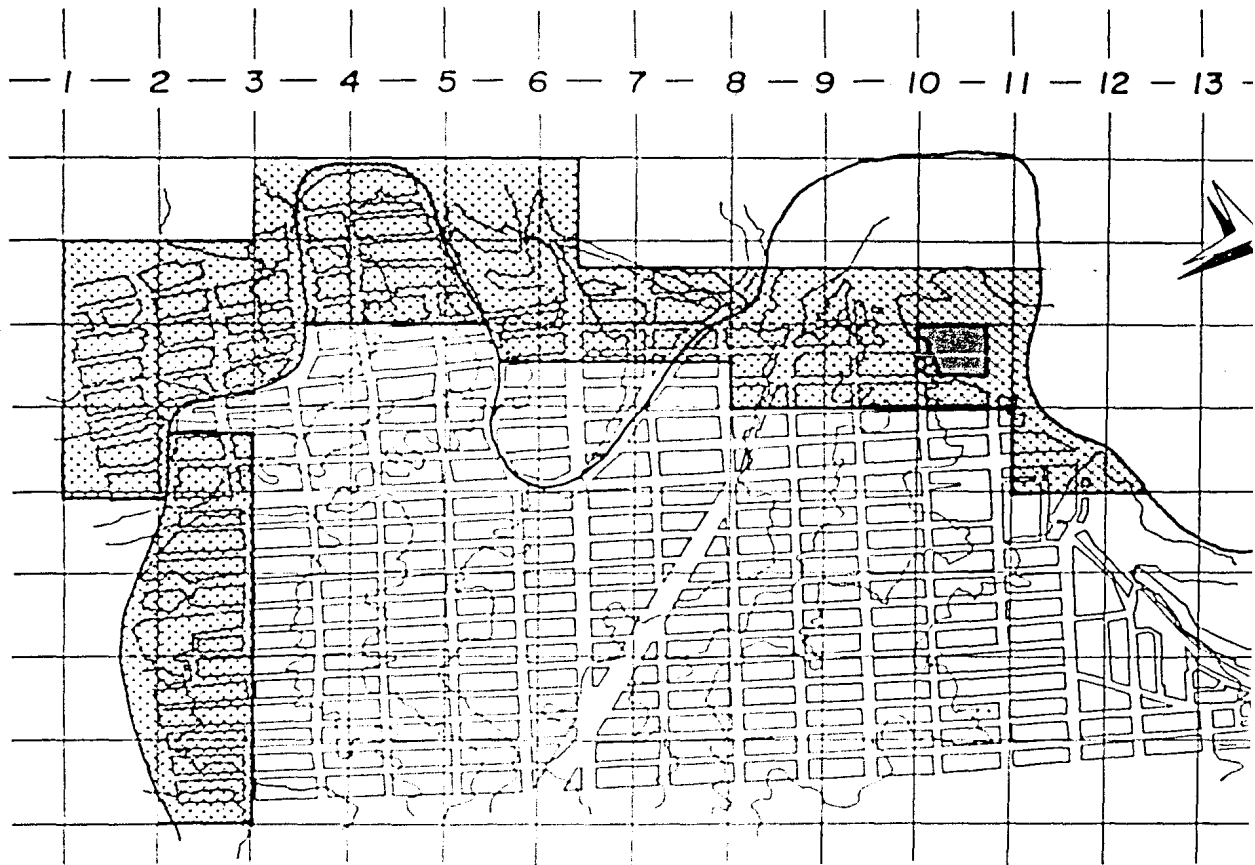 1 — 2 — 3 — 4 — 5 — 6 — 7 — 8 — 9 — 10 — 11 — 12 — 13